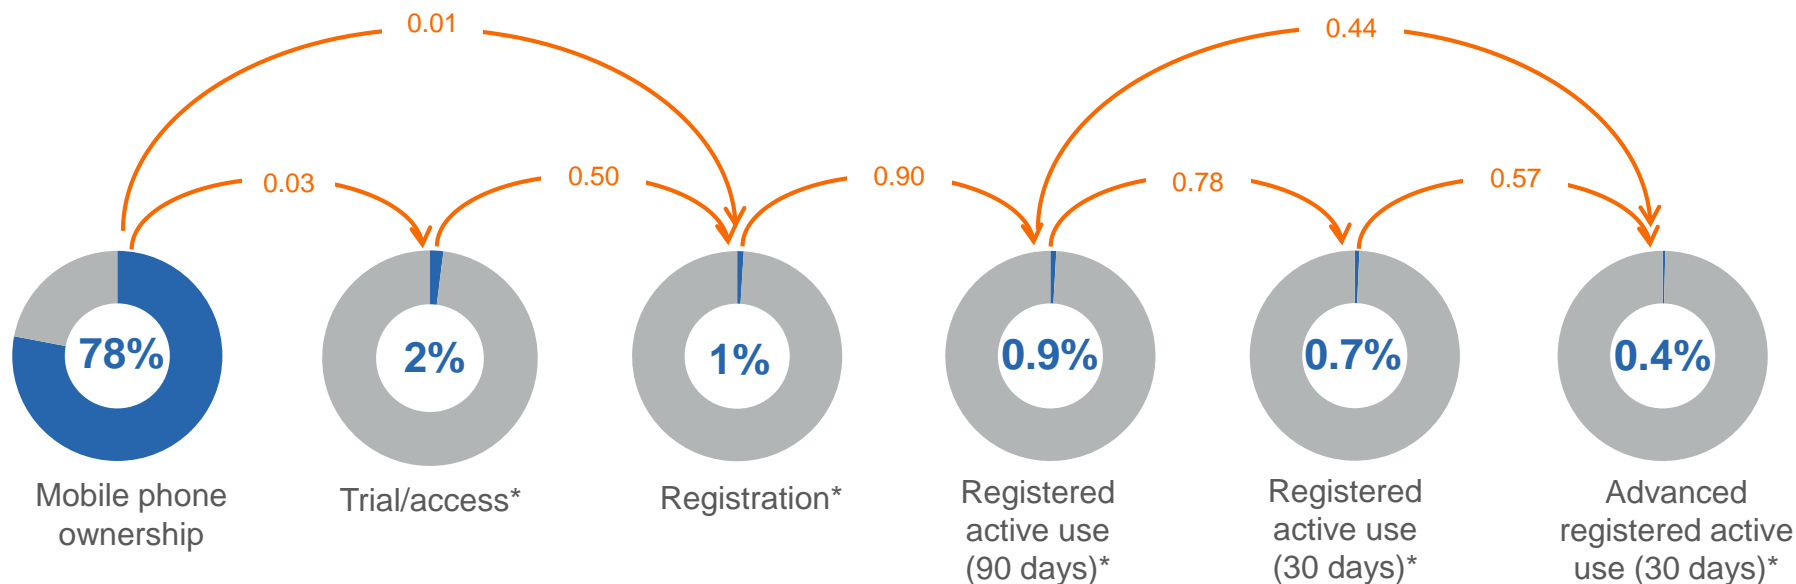 0.01
0.44
0.03
0.50
0.90
0.78
0.57
78%
2%
1%
0.9%
0.7%
0.4%
Mobile phone
ownership
Trial/access*
Registration*
Registered
active use
(90 days)*
Registered
active use
(30 days)*
Advanced
registered active
use (30 days)*